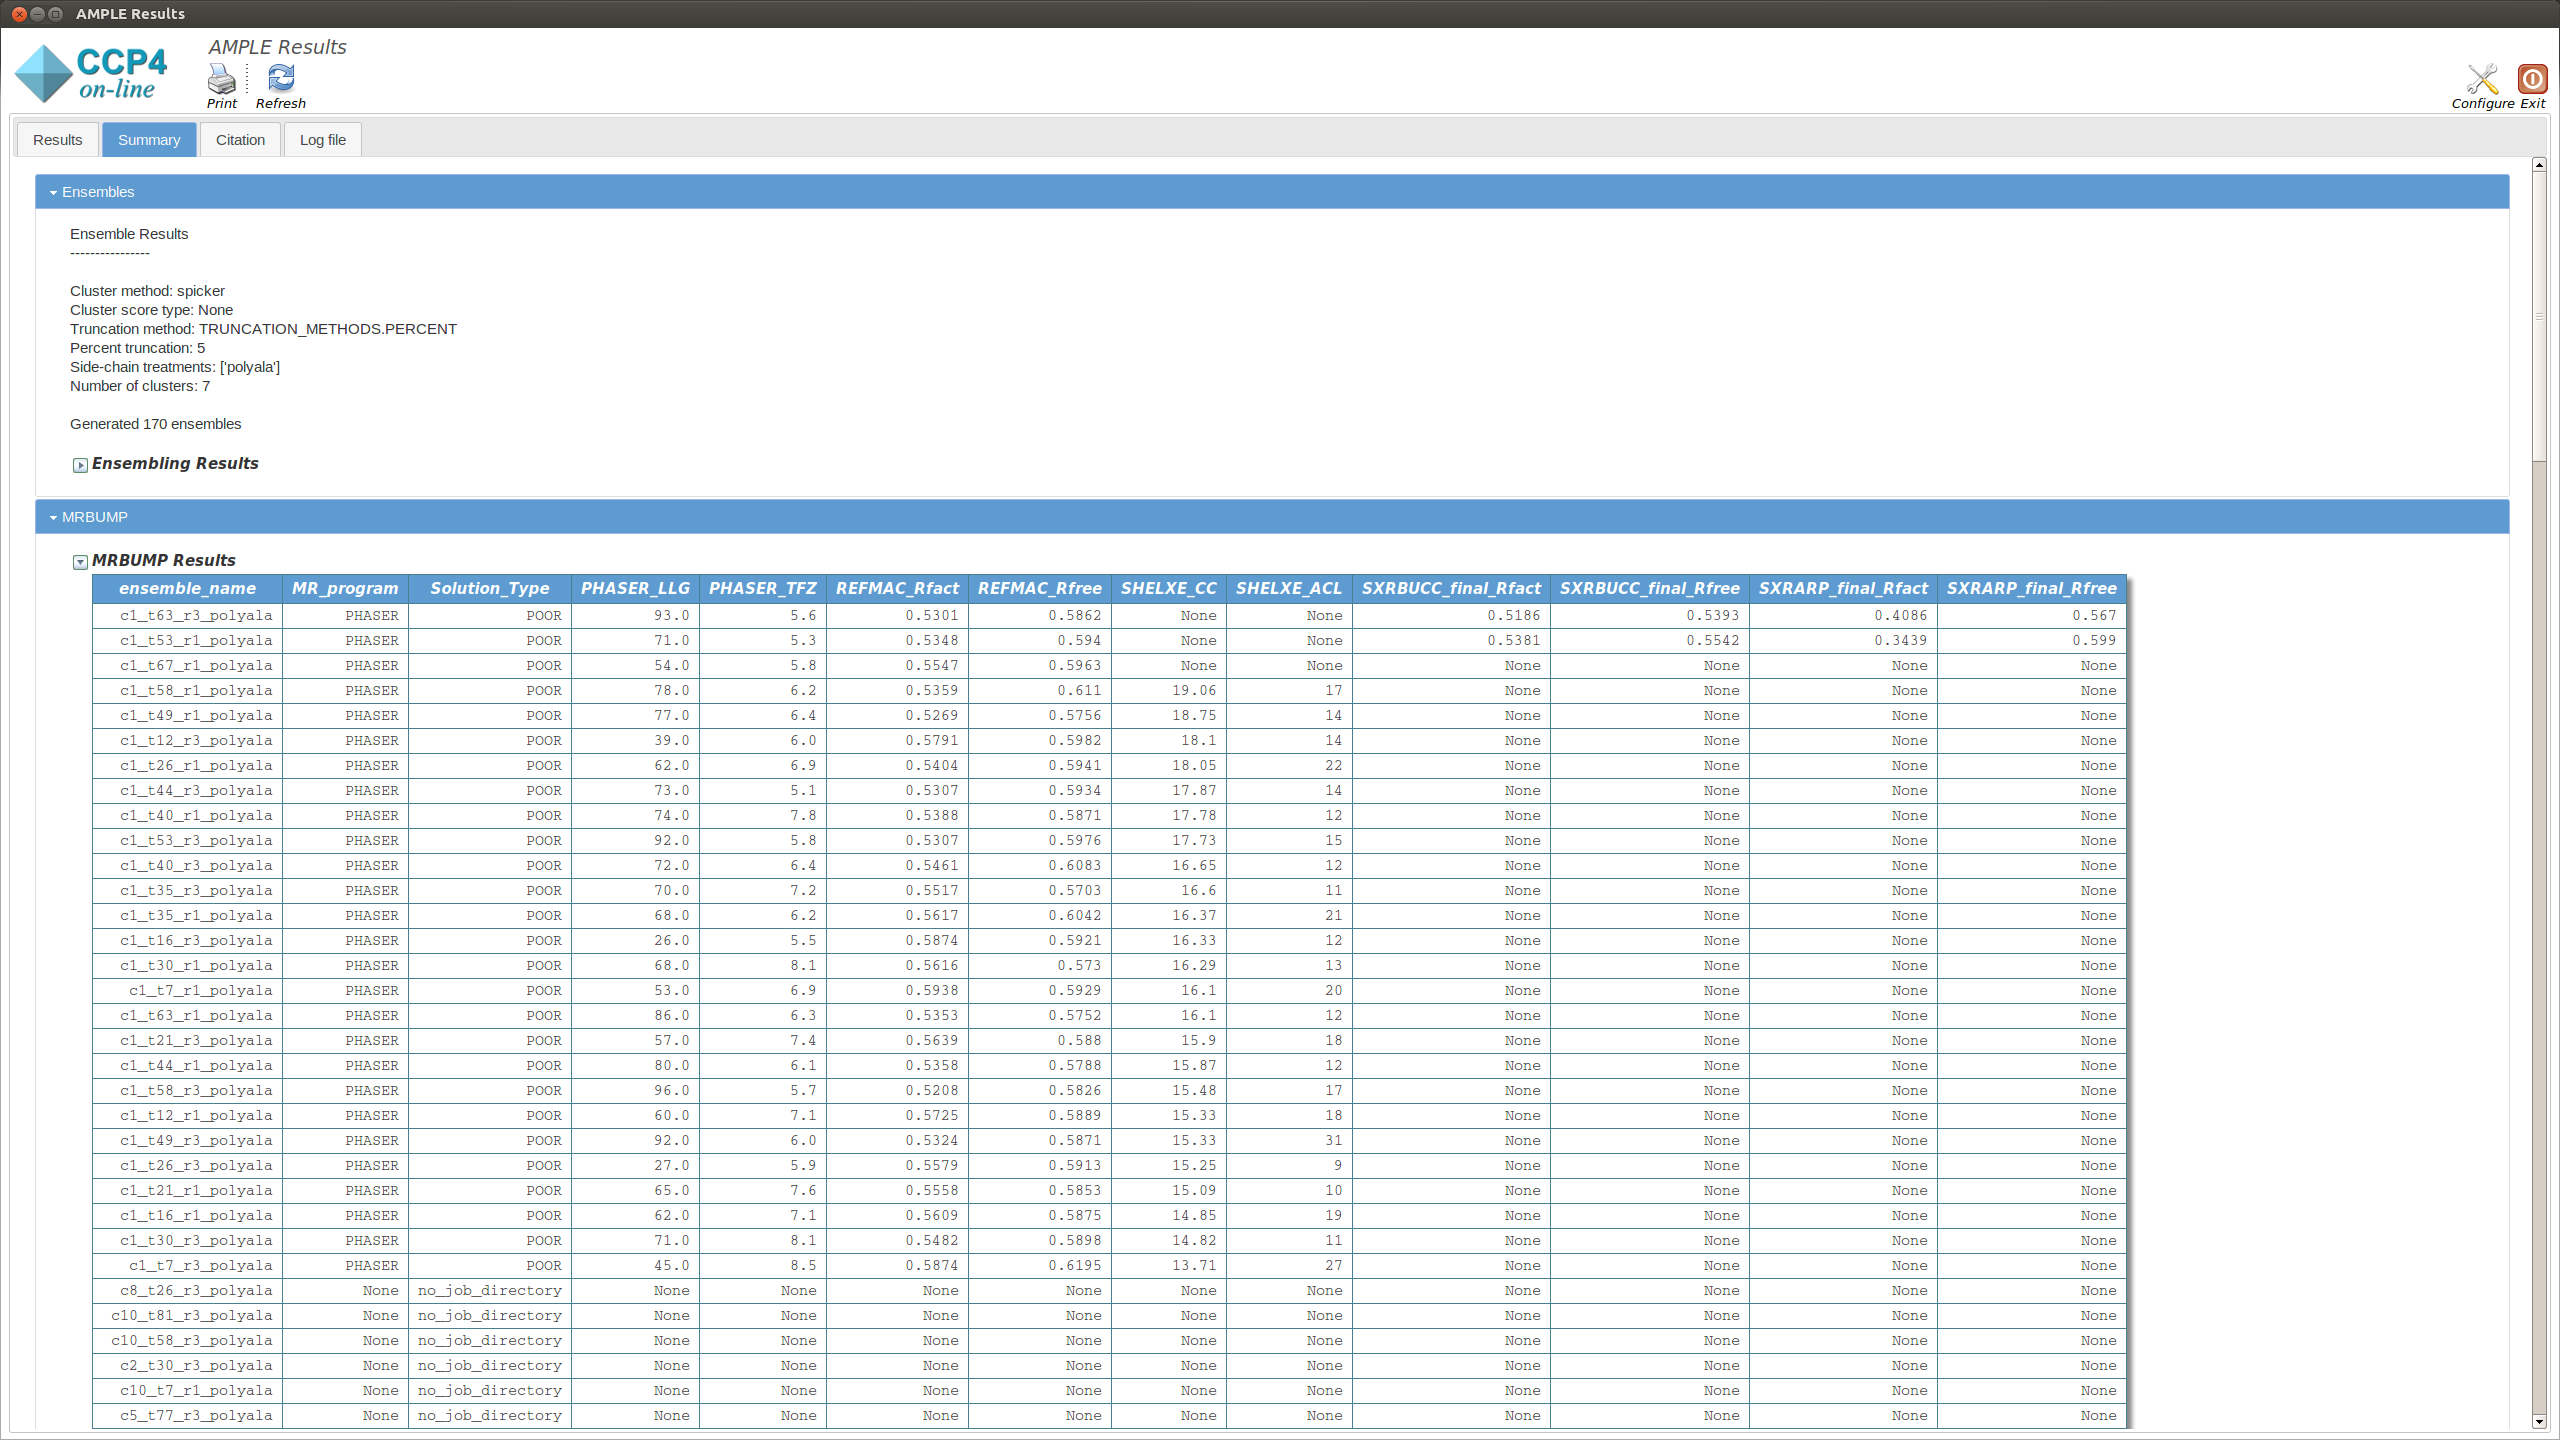 AMPLE Results
CCP4
on-line
AMPLE Results
Print Refresh
Configure Exit
Results Summary Citation Log file
Ensembles
Ensemble Results
----------------
Cluster method: spicker
Cluster score type: None
Truncation method: TRUNCATION_METHODS.PERCENT
Percent truncation: 5
Side-chain treatments: ['polyala']
Number of clusters: 7
Generated 170 ensembles
Ensembling Results
MRBUMP
MRBUMP Results
ensemble_name MR_program Solution_Type PHASER_LLG PHASER_TFZ REFMAC_Rfact REFMAC_Rfree SHELXE_CC SHELXE_ACL SXRBUCC_final_Rfact SXRBUCC_final_Rfree SXRARP_final_Rfact SXRARP_final_Rfree
c1_t63_r3_polyala PHASER POOR 93.0 5.6 0.5301 0.5862 None None 0.5186 0.5393 0.4086 0.567
c1_t53_r1_polyala PHASER POOR 71.0 5.3 0.5348 0.594 None None 0.5381 0.5542 0.3439 0.599
c1_t67_r1_polyala PHASER POOR 54.0 5.8 0.5547 0.5963 None None None None None None
c1_t58_r1_polyala PHASER POOR 78.0 6.2 0.5359 0.611 19.06 17 None None None None
c1_t49_r1_polyala PHASER POOR 77.0 6.4 0.5269 0.5756 18.75 14 None None None None
c1_t12_r3_polyala PHASER POOR 39.0 6.0 0.5791 0.5982 18.1 14 None None None None
c1_t26_r1_polyala PHASER POOR 62.0 6.9 0.5404 0.5941 18.05 22 None None None None
c1_t44_r3_polyala PHASER POOR 73.0 5.1 0.5307 0.5934 17.87 14 None None None None
c1_t40_r1_polyala PHASER POOR 74.0 7.8 0.5388 0.5871 17.78 12 None None None None
c1_t53_r3_polyala PHASER POOR 92.0 5.8 0.5307 0.5976 17.73 15 None None None None
c1_t40_r3_polyala PHASER POOR 72.0 6.4 0.5461 0.6083 16.65 12 None None None None
c1_t35_r3_polyala PHASER POOR 70.0 7.2 0.5517 0.5703 16.6 11 None None None None
c1_t35_r1_polyala PHASER POOR 68.0 6.2 0.5617 0.6042 16.37 21 None None None None
c1_t16_r3_polyala PHASER POOR 26.0 5.5 0.5874 0.5921 16.33 12 None None None None
c1_t30_r1_polyala PHASER POOR 68.0 8.1 0.5616 0.573 16.29 13 None None None None
c1_t7_r1_polyala PHASER POOR 53.0 6.9 0.5938 0.5929 16.1 20 None None None None
c1_t63_r1_polyala PHASER POOR 86.0 6.3 0.5353 0.5752 16.1 12 None None None None
c1_t21_r3_polyala PHASER POOR 57.0 7.4 0.5639 0.588 15.9 18 None None None None
c1_t44_r1_polyala PHASER POOR 80.0 6.1 0.5358 0.5788 15.87 12 None None None None
c1_t58_r3_polyala PHASER POOR 96.0 5.7 0.5208 0.5826 15.48 17 None None None None
c1_t12_r1_polyala PHASER POOR 60.0 7.1 0.5725 0.5889 15.33 18 None None None None
c1_t49_r3_polyala PHASER POOR 92.0 6.0 0.5324 0.5871 15.33 31 None None None None
c1_t26_r3_polyala PHASER POOR 27.0 5.9 0.5579 0.5913 15.25 9 None None None None
c1_t21_r1_polyala PHASER POOR 65.0 7.6 0.5558 0.5853 15.09 10 None None None None
c1_t16_r1_polyala PHASER POOR 62.0 7.1 0.5609 0.5875 14.85 19 None None None None
c1_t30_r3_polyala PHASER POOR 71.0 8.1 0.5482 0.5898 14.82 11 None None None None
c1_t7_r3_polyala PHASER POOR 45.0 8.5 0.5874 0.6195 13.71 27 None None None None
c8_t26_r3_polyala None no_job_directory None None None None None None None None None None
c10_t81_r3_polyala None no_job_directory None None None None None None None None None None
c10_t58_r3_polyala None no_job_directory None None None None None None None None None None
c2_t30_r3_polyala None no_job_directory None None None None None None None None None None
c10_t7_r1_polyala None no_job_directory None None None None None None None None None None
c5_t77_r3_polyala None no_job_directory None None None None None None None None None None